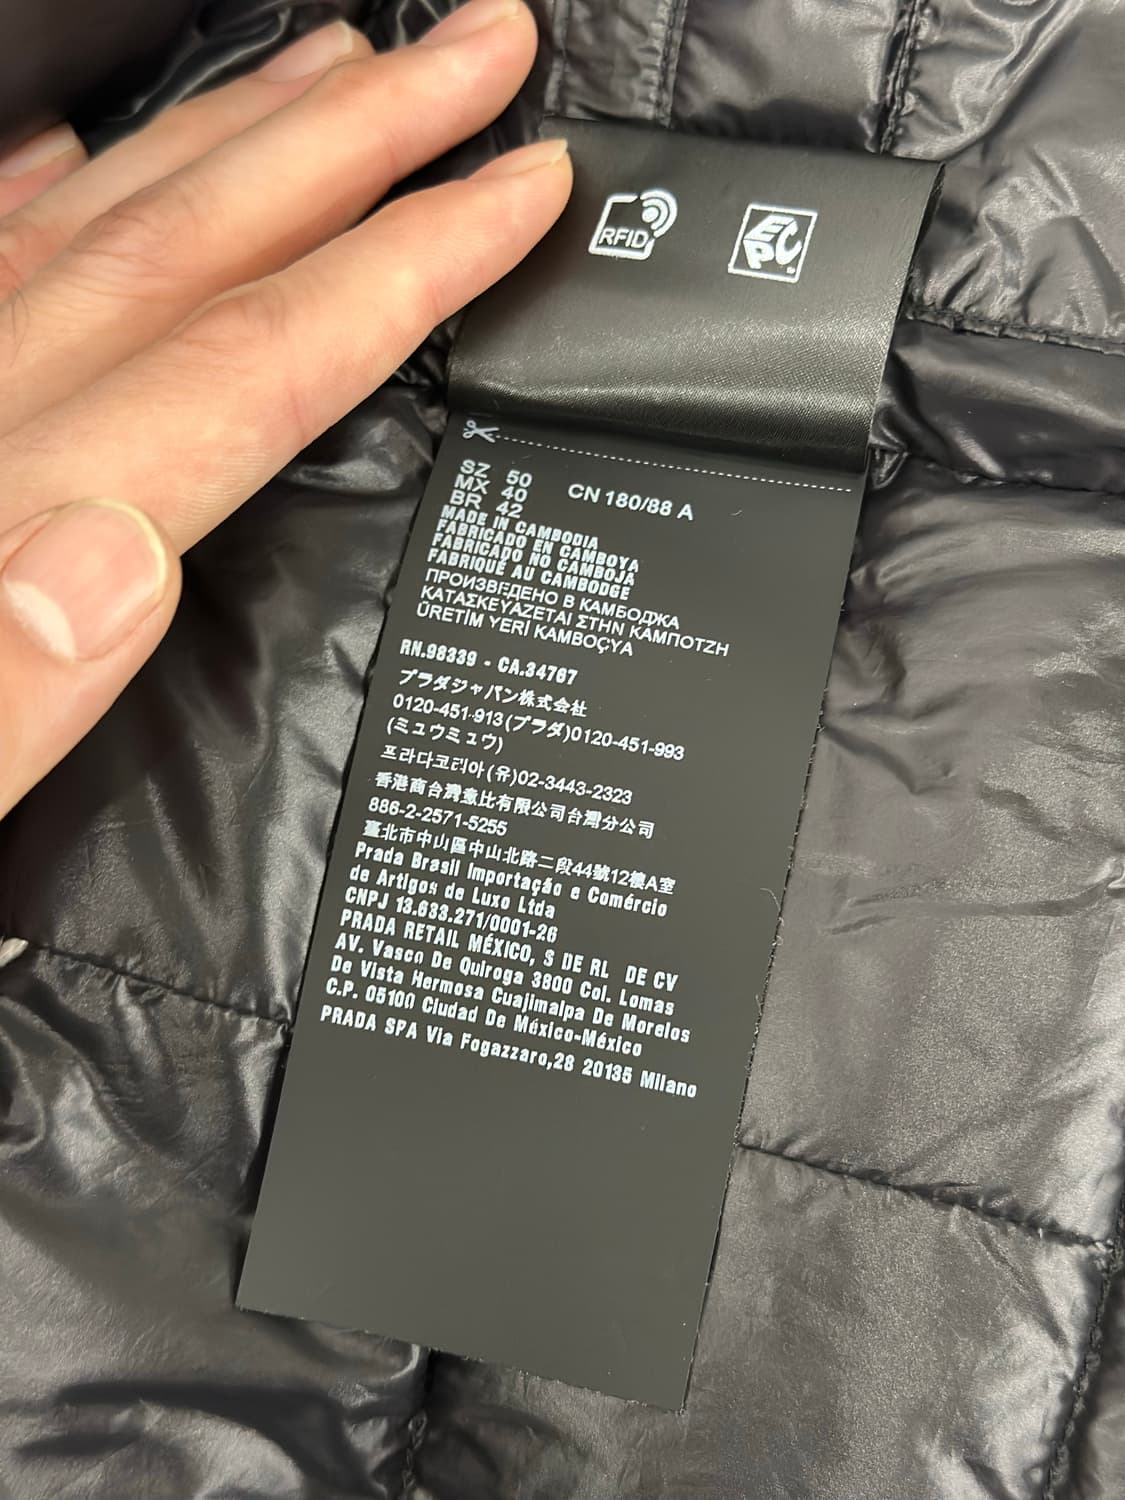 RFID
EPC
SZ 50
MX 40 CN 180/88 A
BR 42
MADE IN CAMBODIA
FABRICADO EN CAMBOYA
FABRICADO NO CAMBOJA
FABRIQUÉ AU CAMBODGE
ПРОИЗВЕДЕНО В КАМБОДЖА
ΚΑΤΑΣΚΕΥΑΖΕΤΑΙ ΣΤΗΝ ΚΑΜΠΟΤΖΗ
ÜRETİM YERİ KAMBOÇYA
RN.98339 - CA.34767
プラダジャパン株式会社
0120-451-913(プラダ)0120-451-993
(ミュウミュウ)
프라다코리아(유)02-3443-2323
香港商台灣惫比有限公司台灣分公司
886-2-2571-5255
臺北市中山區中山北路二段44號12樓A室
Prada Brasil Importação e Comércio
de Artigos de Luxo Ltda
CNPJ 13.633.271/0001-26
PRADA RETAIL MÉXICO, S DE RL DE CV
AV. Vasco De Quiroga 3800 Col. Lomas
De Vista Hermosa Cuajimalpa De Morelos
C.P. 05100 Ciudad De México-México
PRADA SPA Via Fogazzaro,28 20135 Milano